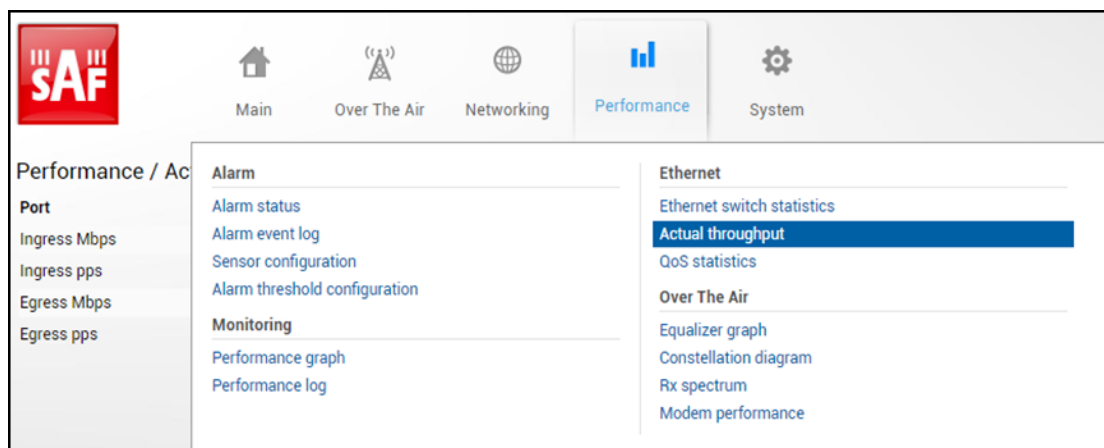 SAF
Main
Over The Air
Networking
Performance
System
Performance / Ac
Port
Ingress Mbps
Ingress pps
Egress Mbps
Egress pps
Alarm
Alarm status
Alarm event log
Sensor configuration
Alarm threshold configuration
Monitoring
Performance graph
Performance log
Ethernet
Ethernet switch statistics
Actual throughput
QoS statistics
Over The Air
Equalizer graph
Constellation diagram
Rx spectrum
Modem performance